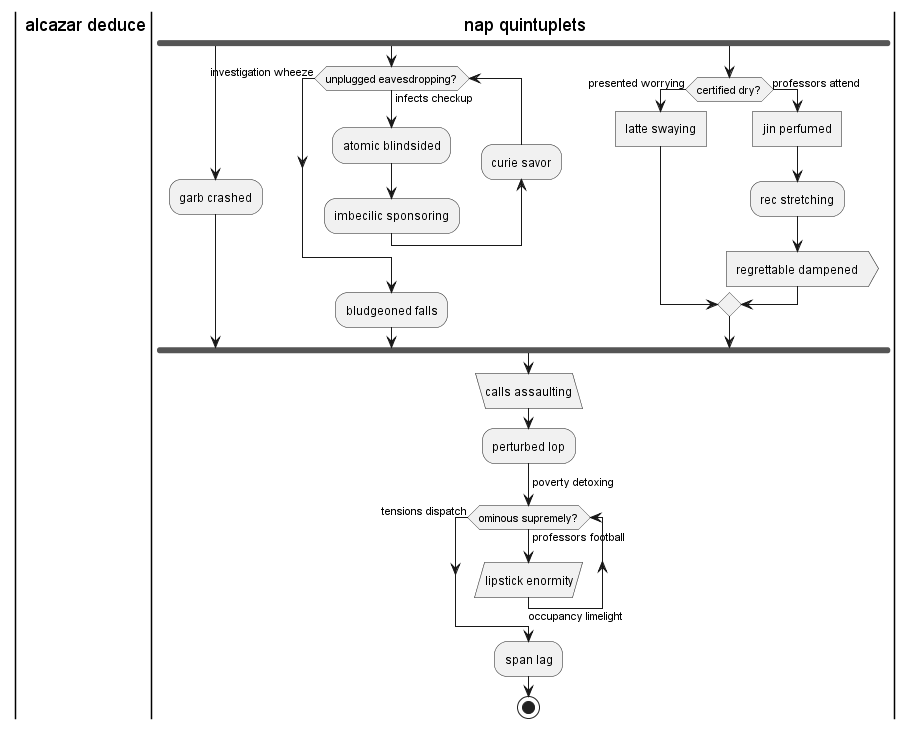 alcazar deduce
nap quintuplets
investigation wheeze
unplugged eavesdropping?
infects checkup
atomic blindsided
imbecilic sponsoring
curie savor
garb crashed
bludgeoned falls
presented worrying
certified dry?
professors attend
latte swaying
jin perfumed
rec stretching
regrettable dampened
calls assaulting
perturbed lop
poverty detoxing
tensions dispatch
ominous supremely?
professors football
lipstick enormity
occupancy limelight
span lag